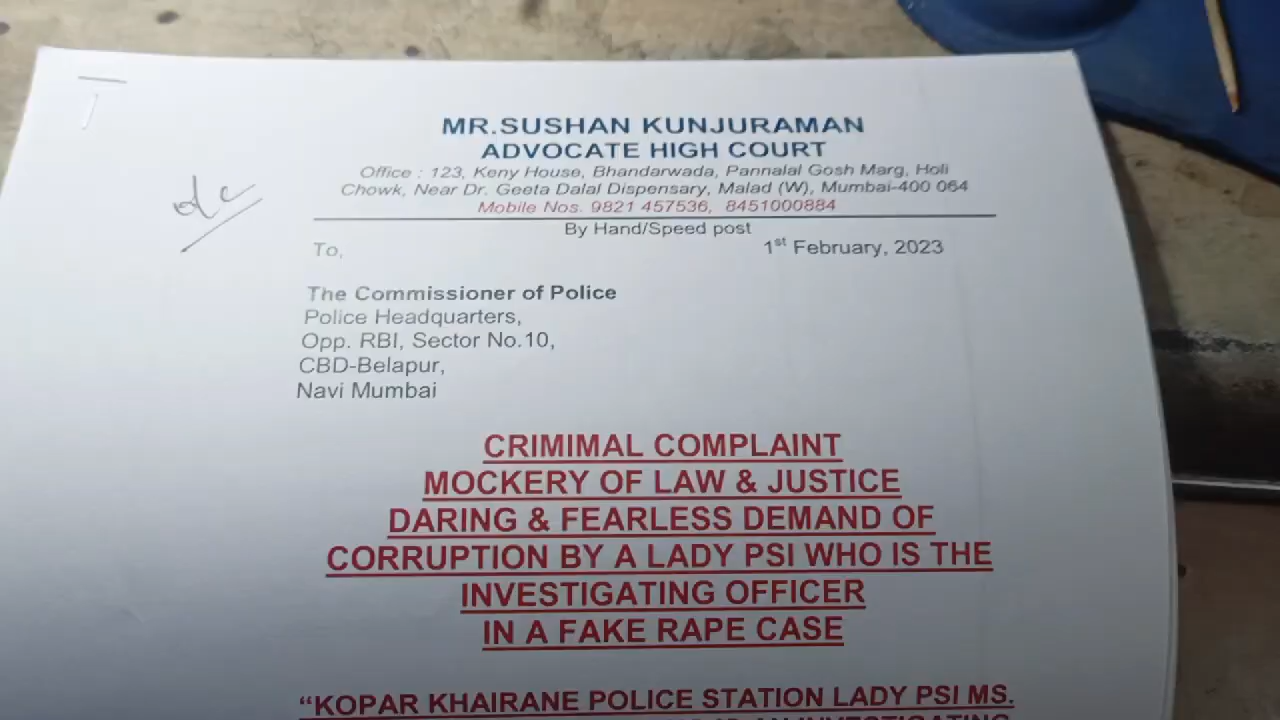 MR.SUSHAN KUNJURAMAN
ADVOCATE HIGH COURT
Office : 123, Keny House, Bhandarwada, Pannalal Gosh Marg, Holi
Chowk, Near Dr. Geeta Dalal Dispensary, Malad (W), Mumbai-400 064
Mobile Nos. 9821 457536, 8451000884
By Hand/Speed post
To,
1st February, 2023
The Commissioner of Police
Police Headquarters,
Opp. RBI, Sector No.10,
CBD-Belapur,
Navi Mumbai
CRIMIMAL COMPLAINT
MOCKERY OF LAW & JUSTICE
DARING & FEARLESS DEMAND OF
CORRUPTION BY A LADY PSI WHO IS THE
INVESTIGATING OFFICER
IN A FAKE RAPE CASE
“KOPAR KHAIRANE POLICE STATION LADY PSI MS.